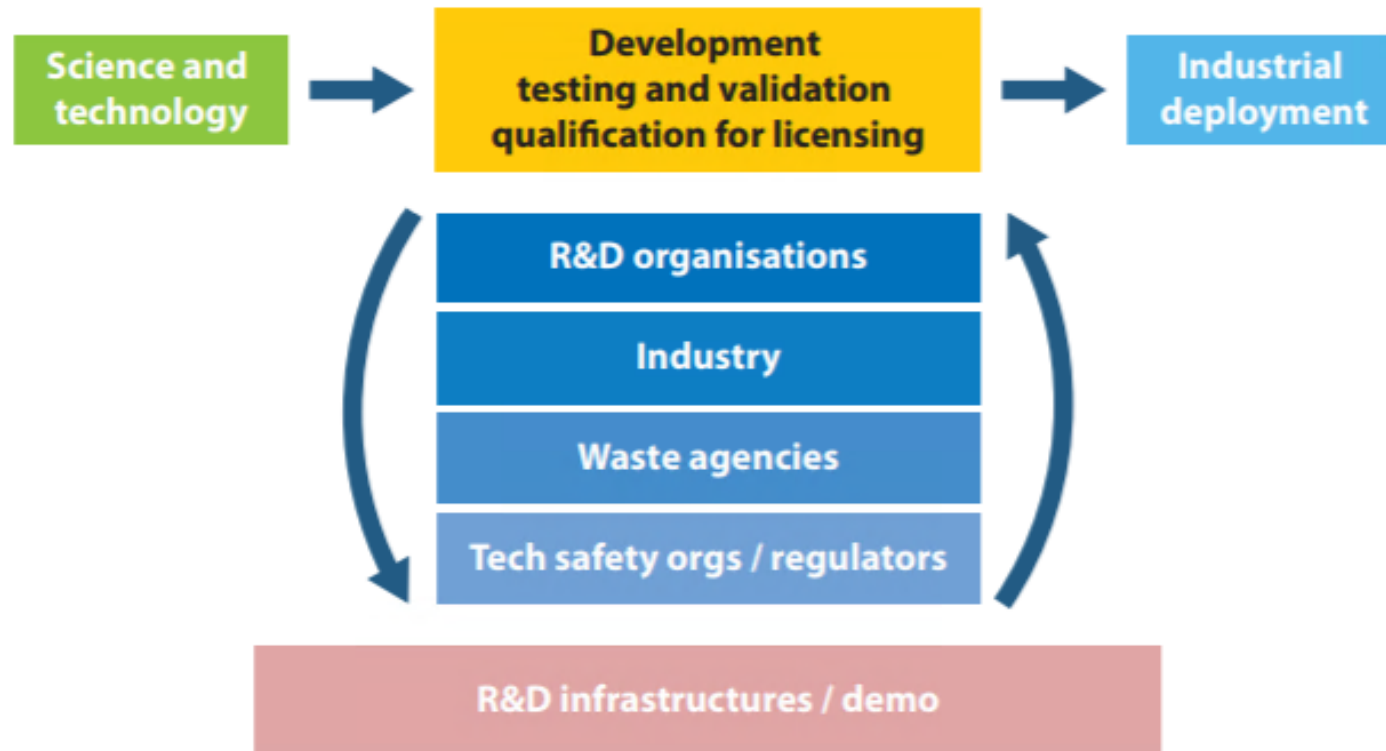 Science and
technology
Development
testing and validation
qualification for licensing
Industrial
deployment
R&D organisations
Industry
Waste agencies
Tech safety orgs / regulators
R&D infrastructures / demo